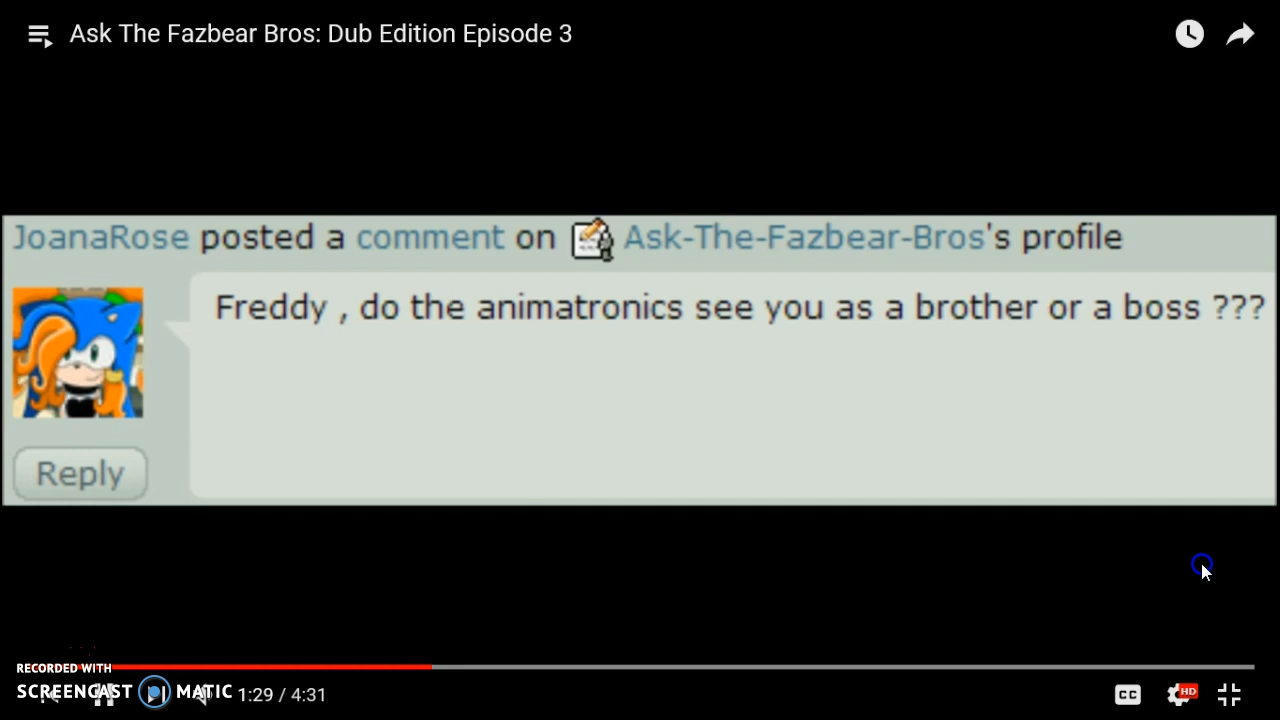 Ask The Fazbear Bros: Dub Edition Episode 3
JoanaRose posted a comment on Ask-The-Fazbear-Bros's profile
Freddy , do the animatronics see you as a brother or a boss ???
Reply
RECORDED WITH
SCREENCAST MATIC
1:29 / 4:31
CC
HD